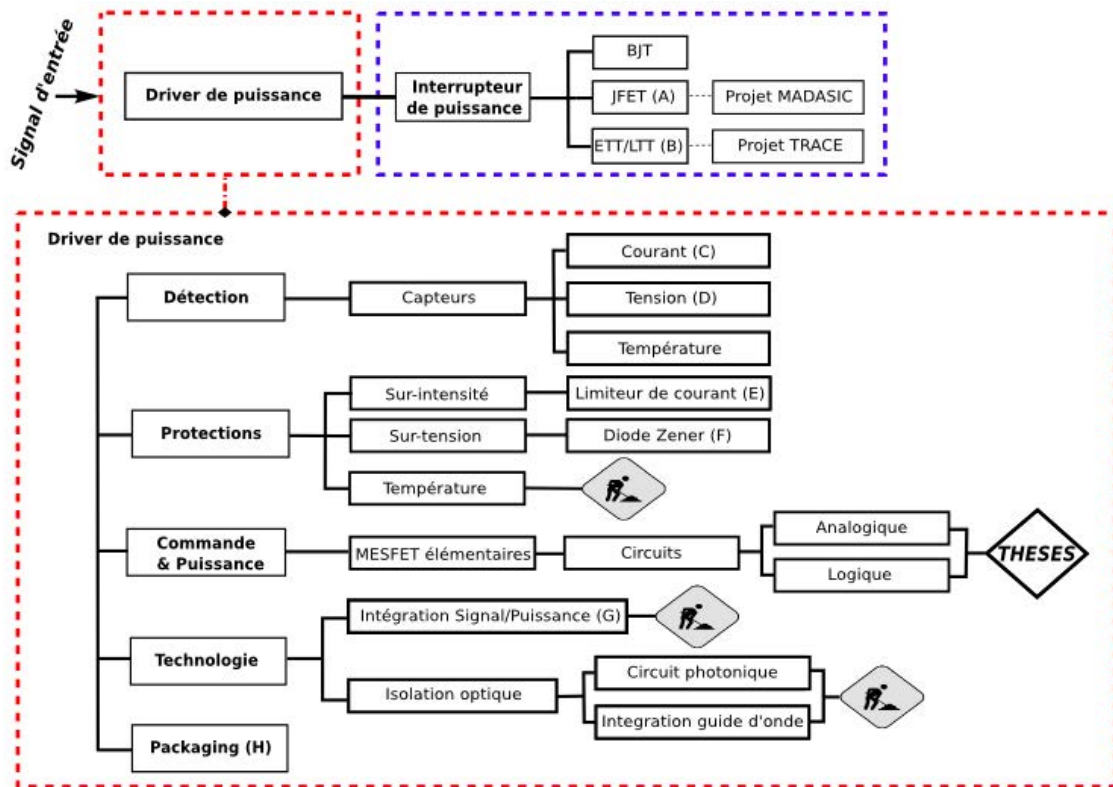 Signal d'entrée
Driver de puissance
Interrupteur
de puissance
BJT
JFET (A)
Projet MADASIC
ETT/LTT (B)
Projet TRACE
Driver de puissance
Détection
Capteurs
Courant (C)
Tension (D)
Température
Protections
Sur-intensité
Limiteur de courant (E)
Sur-tension
Diode Zener (F)
Température
Commande
& Puissance
MESFET élémentaires
Circuits
Analogique
Logique
THESES
Technologie
Intégration Signal/Puissance (G)
Isolation optique
Circuit photonique
Integration guide d'onde
Packaging (H)